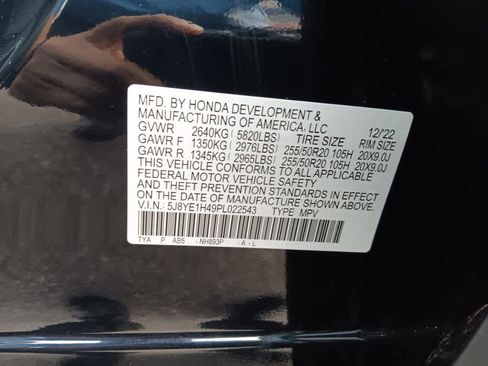 MFD. BY HONDA DEVELOPMENT &
MANUFACTURING OF AMERICA, LLC 12/'22
GVWR 2640KG ( 5820LBS) TIRE SIZE RIM SIZE
GAWR F 1350KG ( 2976LBS) 255/50R20 105H 20X9.0J
GAWR R 1345KG ( 2965LBS) 255/50R20 105H 20X9.0J
THIS VEHICLE CONFORMS TO ALL APPLICABLE
FEDERAL MOTOR VEHICLE SAFETY
AND THEFT PREVENTION STANDARDS IN EFFECT
ON THE DATE OF MANUFACTURE SHOWN ABOVE.
V.I.N.: 5J8YE1H49PL022543 TYPE: MPV
TYA P AB5 -NH893P -A-L